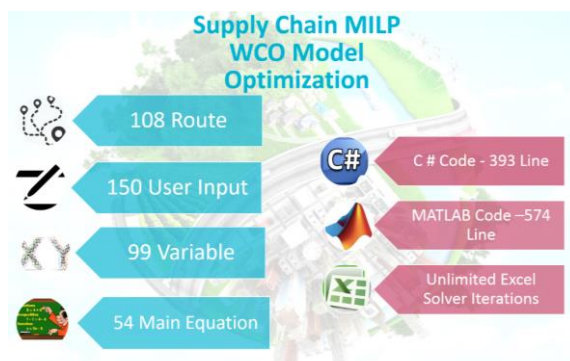 Supply Chain MILP
WCO Model
Optimization
108 Route
150 User Input
99 Variable
54 Main Equation
C#
C # Code - 393 Line
MATLAB Code –574
Line
Unlimited Excel
Solver Iterations